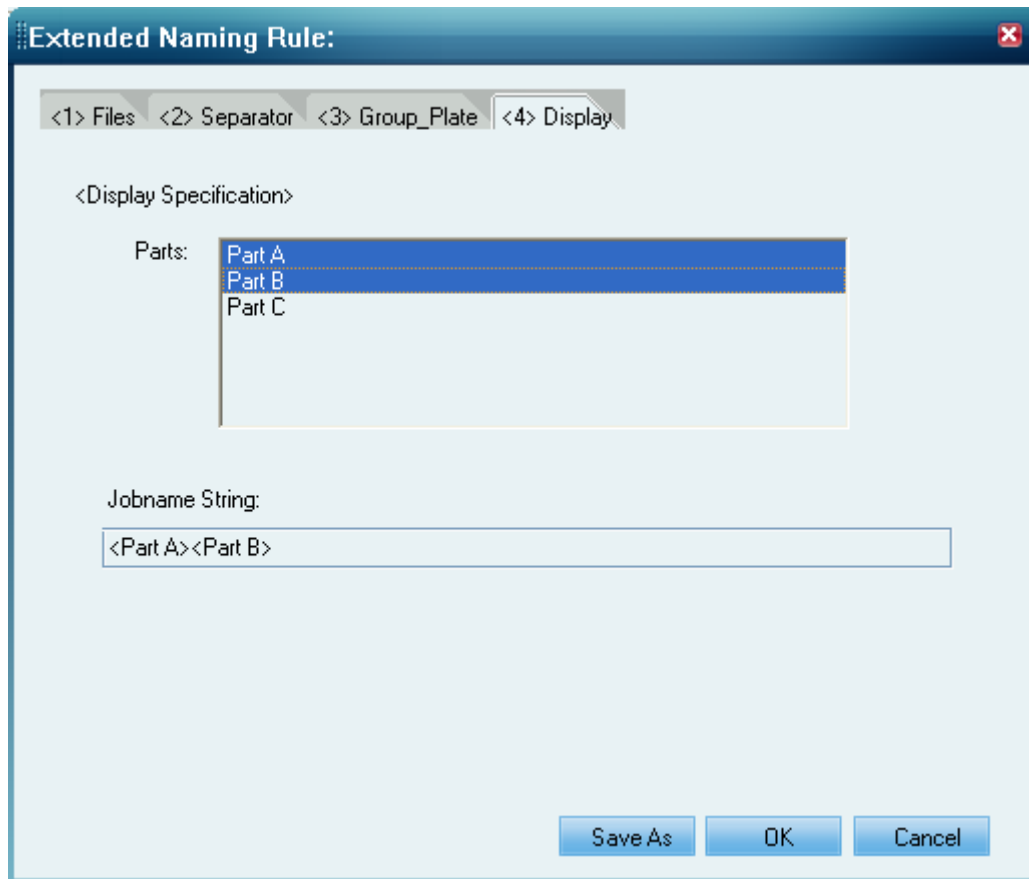 Extended Naming Rule:
<1> Files <2> Separator <3> Group_Plate <4> Display
<Display Specification>
Parts: Part A
Part B
Part C
Jobname String:
<Part A><Part B>
Save As OK Cancel